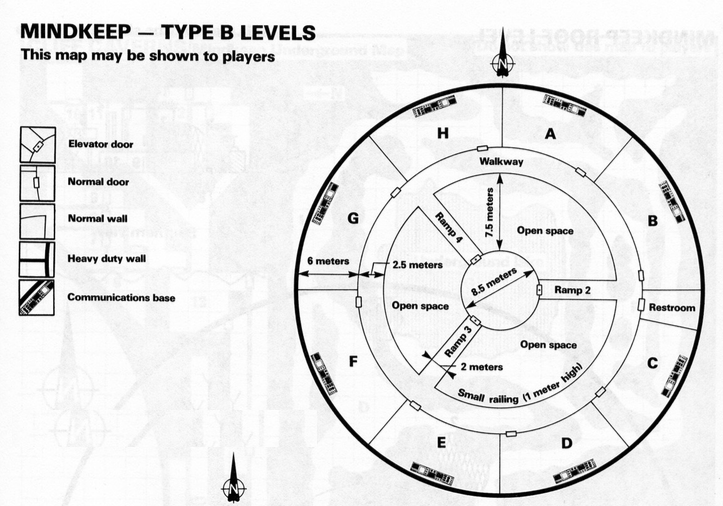 MINDKEEP — TYPE B LEVELS
This map may be shown to players
N
Elevator door
Normal door
Normal wall
Heavy duty wall
Communications base
H
A
Walkway
G
B
Ramp 4
7.5 meters
Open space
6 meters
2.5 meters
8.5 meters
Ramp 2
Open space
Restroom
Ramp 3
Open space
F
C
2 meters
Small railing (1 meter high)
E
D
N